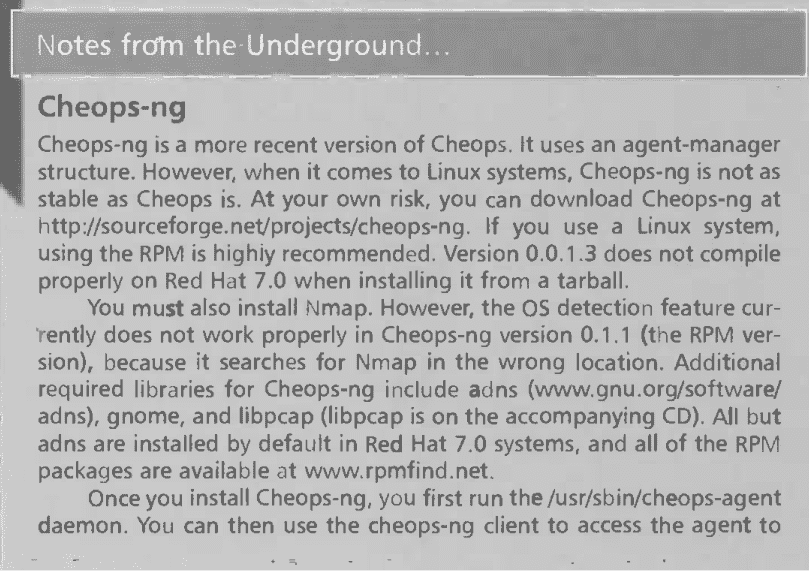 Notes from the Underground...
Cheops-ng
Cheops-ng is a more recent version of Cheops. It uses an agent-manager
structure. However, when it comes to Linux systems, Cheops-ng is not as
stable as Cheops is. At your own risk, you can download Cheops-ng at
http://sourceforge.net/projects/cheops-ng. If you use a Linux system,
using the RPM is highly recommended. Version 0.0.1.3 does not compile
properly on Red Hat 7.0 when installing it from a tarball.
You must also install Nmap. However, the OS detection feature cur-
rently does not work properly in Cheops-ng version 0.1.1 (the RPM ver-
sion), because it searches for Nmap in the wrong location. Additional
required libraries for Cheops-ng include adns (www.gnu.org/software/
adns), gnome, and libpcap (libpcap is on the accompanying CD). All but
adns are installed by default in Red Hat 7.0 systems, and all of the RPM
packages are available at www.rpmfind.net.
Once you install Cheops-ng, you first run the /usr/sbin/cheops-agent
daemon. You can then use the cheops-ng client to access the agent to